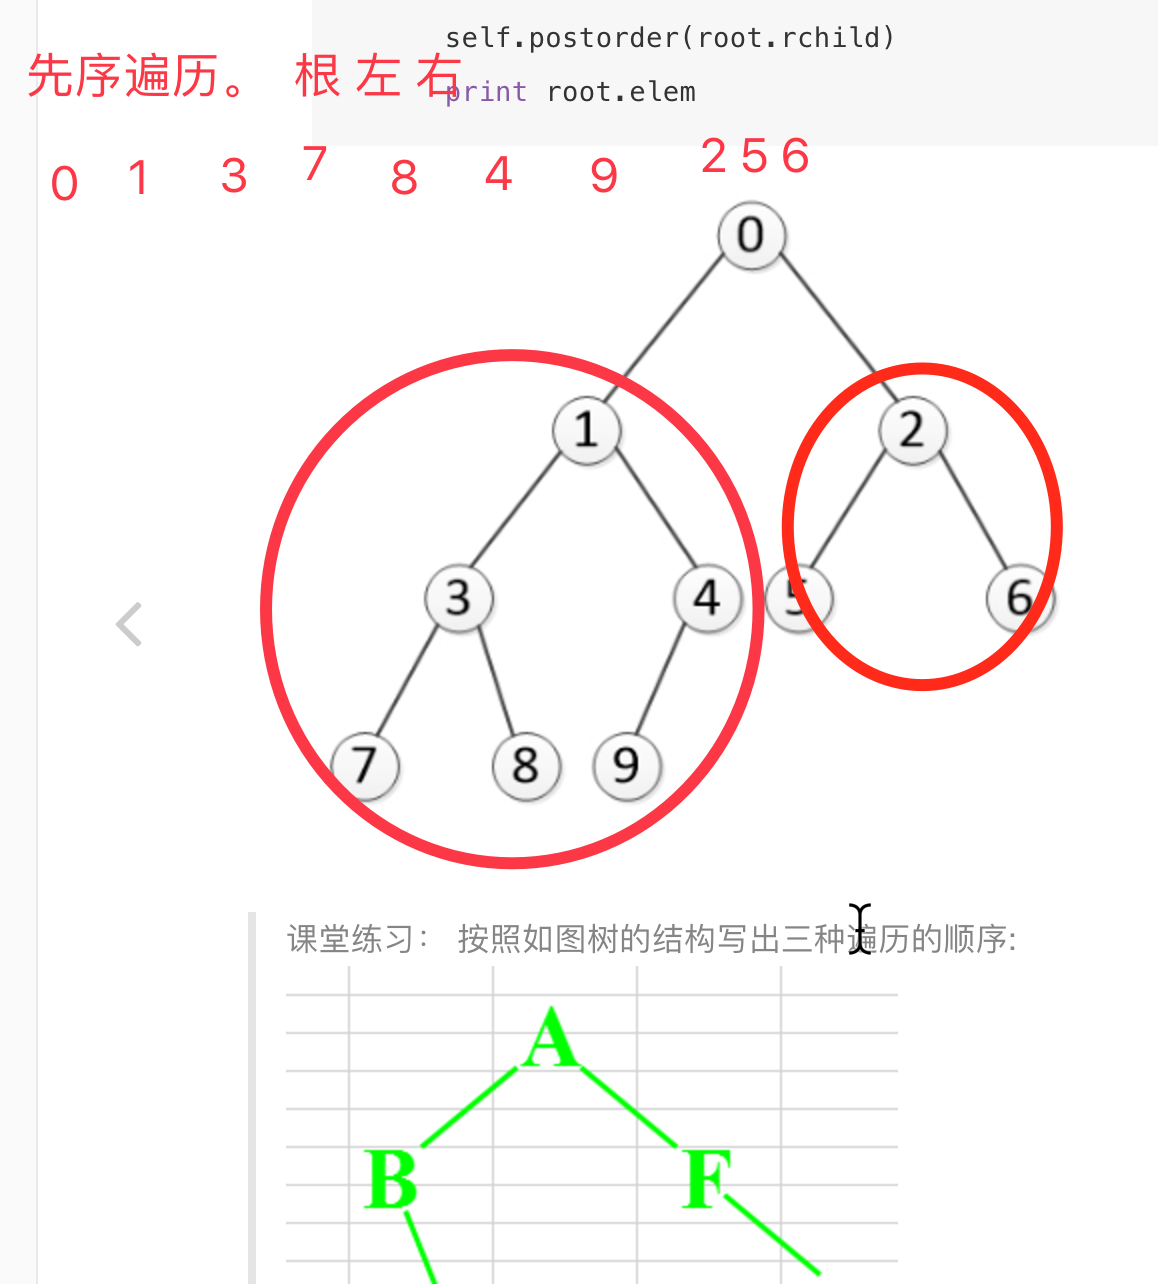 self.postorder(root.rchild)
先序遍历。 根 左 右
print root.elem
0 1 3 7 8 4 9 2 5 6
0
1 2
3 4 5 6
7 8 9
课堂练习： 按照如图树的结构写出三种遍历的顺序:
A
B F